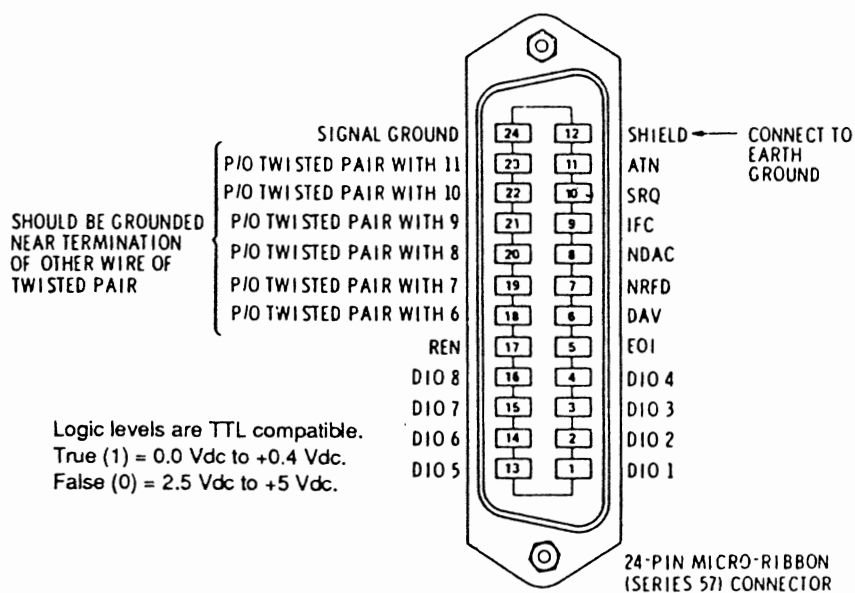 SIGNAL GROUND 24 12 SHIELD CONNECT TO
EARTH
GROUND
P/O TWISTED PAIR WITH 11 23 11 ATN
P/O TWISTED PAIR WITH 10 22 10 SRQ
P/O TWISTED PAIR WITH 9 21 9 IFC
P/O TWISTED PAIR WITH 8 20 8 NDAC
P/O TWISTED PAIR WITH 7 19 7 NRFD
P/O TWISTED PAIR WITH 6 18 6 DAV
SHOULD BE GROUNDED
NEAR TERMINATION
OF OTHER WIRE OF
TWISTED PAIR
REN 17 5 EOI
DIO 8 16 4 DIO 4
DIO 7 15 3 DIO 3
DIO 6 14 2 DIO 2
DIO 5 13 1 DIO 1
Logic levels are TTL compatible.
True (1) = 0.0 Vdc to +0.4 Vdc.
False (0) = 2.5 Vdc to +5 Vdc.
24-PIN MICRO-RIBBON
(SERIES 57) CONNECTOR